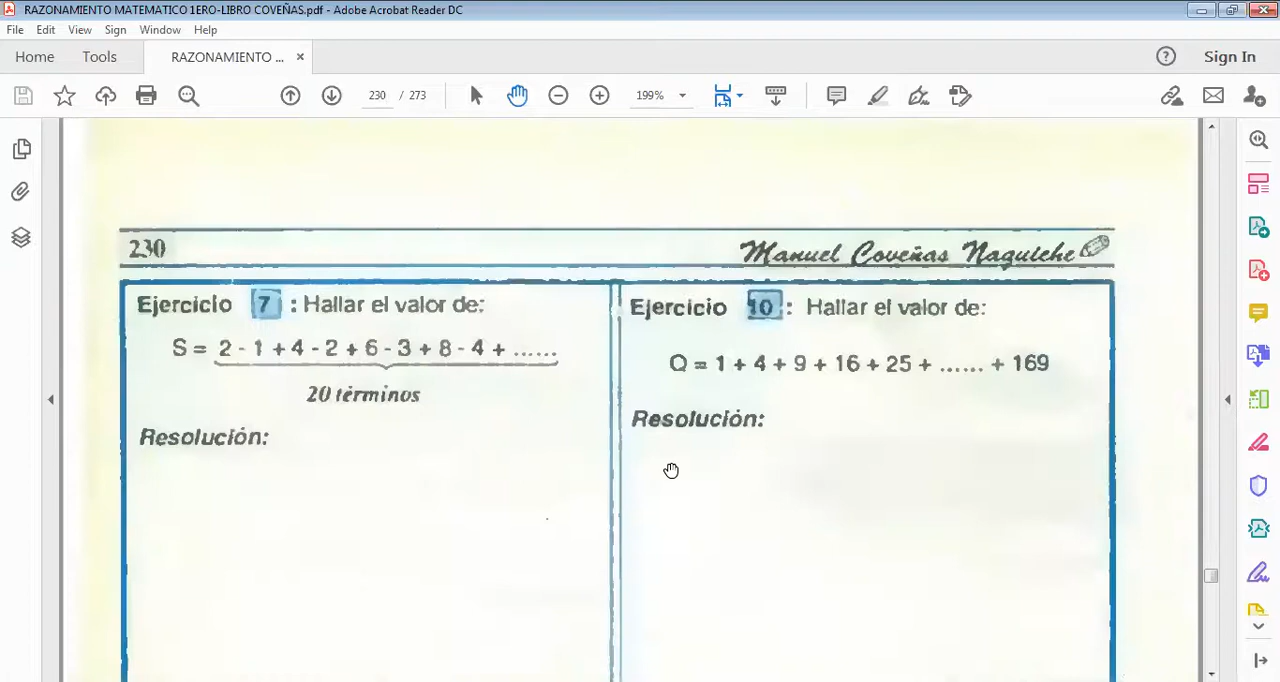 RAZONAMIENTO MATEMATICO 1ERO-LIBRO COVEÑAS.pdf - Adobe Acrobat Reader DC
File Edit View Sign Window Help
Home Tools RAZONAMIENTO ... × Sign In
230 / 273 199%
230 Manuel Coveñas Naquiche
Ejercicio 7 : Hallar el valor de:
S = 2 - 1 + 4 - 2 + 6 - 3 + 8 - 4 + ......
20 términos
Resolución:
Ejercicio 10 : Hallar el valor de:
Q = 1 + 4 + 9 + 16 + 25 + ...... + 169
Resolución: